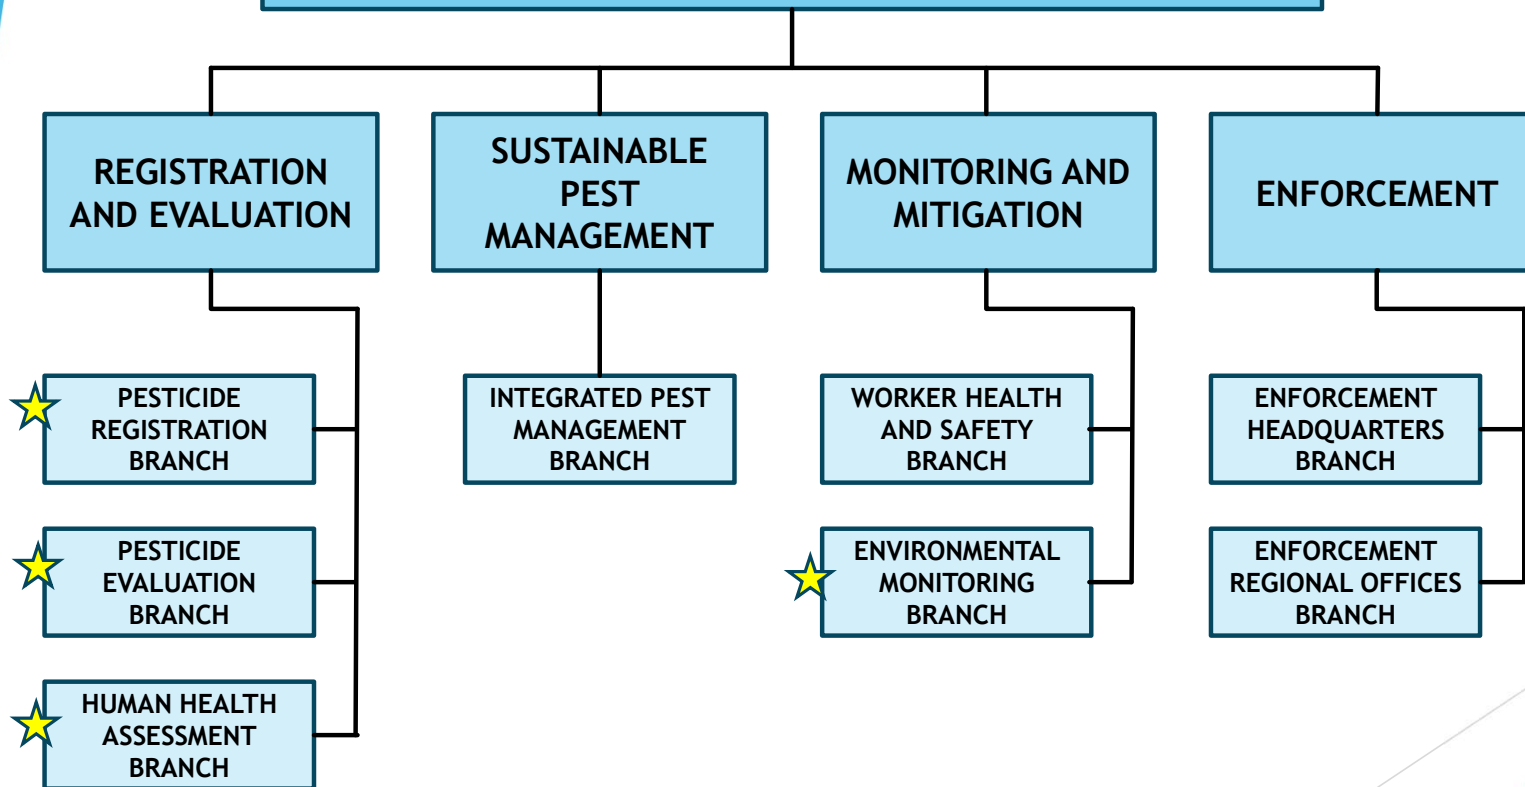 REGISTRATION
AND EVALUATION
SUSTAINABLE
PEST
MANAGEMENT
MONITORING AND
MITIGATION
ENFORCEMENT
PESTICIDE
REGISTRATION
BRANCH
INTEGRATED PEST
MANAGEMENT
BRANCH
WORKER HEALTH
AND SAFETY
BRANCH
ENFORCEMENT
HEADQUARTERS
BRANCH
PESTICIDE
EVALUATION
BRANCH
ENVIRONMENTAL
MONITORING
BRANCH
ENFORCEMENT
REGIONAL OFFICES
BRANCH
HUMAN HEALTH
ASSESSMENT
BRANCH